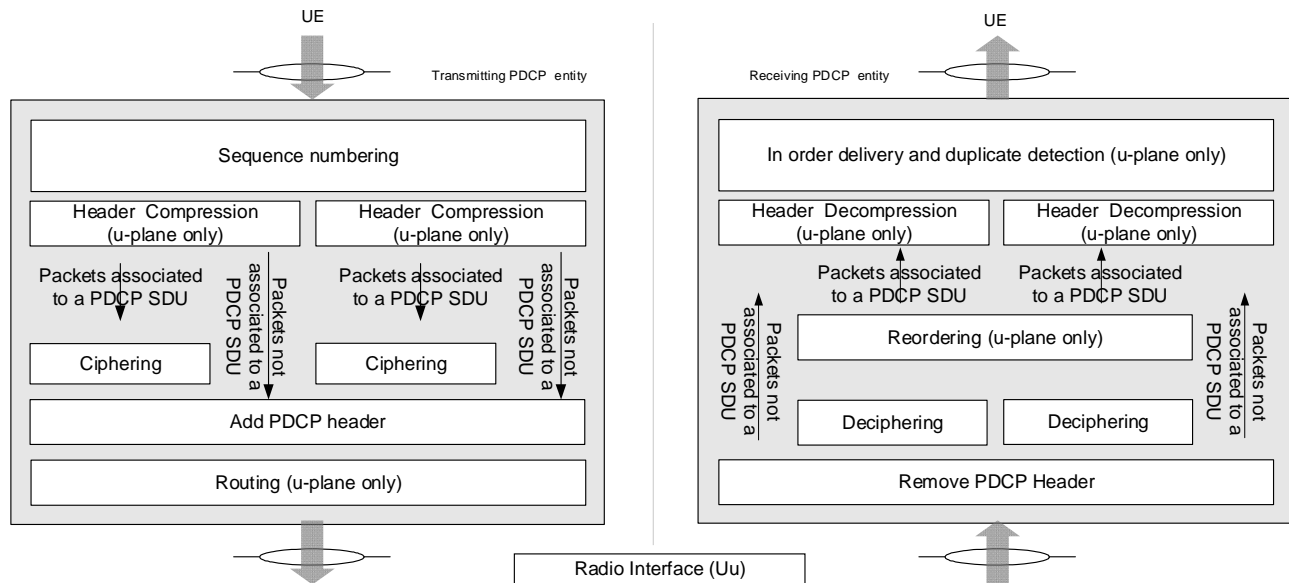 UE
Transmitting PDCP entity
Sequence numbering
Header Compression
(u-plane only)
Header Compression
(u-plane only)
Packets associated
to a PDCP SDU
Packets not
associated to a
PDCP SDU
Packets associated
to a PDCP SDU
Packets not
associated to a
PDCP SDU
Ciphering
Ciphering
Add PDCP header
Routing (u-plane only)
UE
Receiving PDCP entity
In order delivery and duplicate detection (u-plane only)
Header Decompression
(u-plane only)
Header Decompression
(u-plane only)
Packets associated
to a PDCP SDU
Packets associated
to a PDCP SDU
Packets not
associated to a
PDCP SDU
Reordering (u-plane only)
Packets not
associated to a
PDCP SDU
Deciphering
Deciphering
Remove PDCP Header
Radio Interface (Uu)